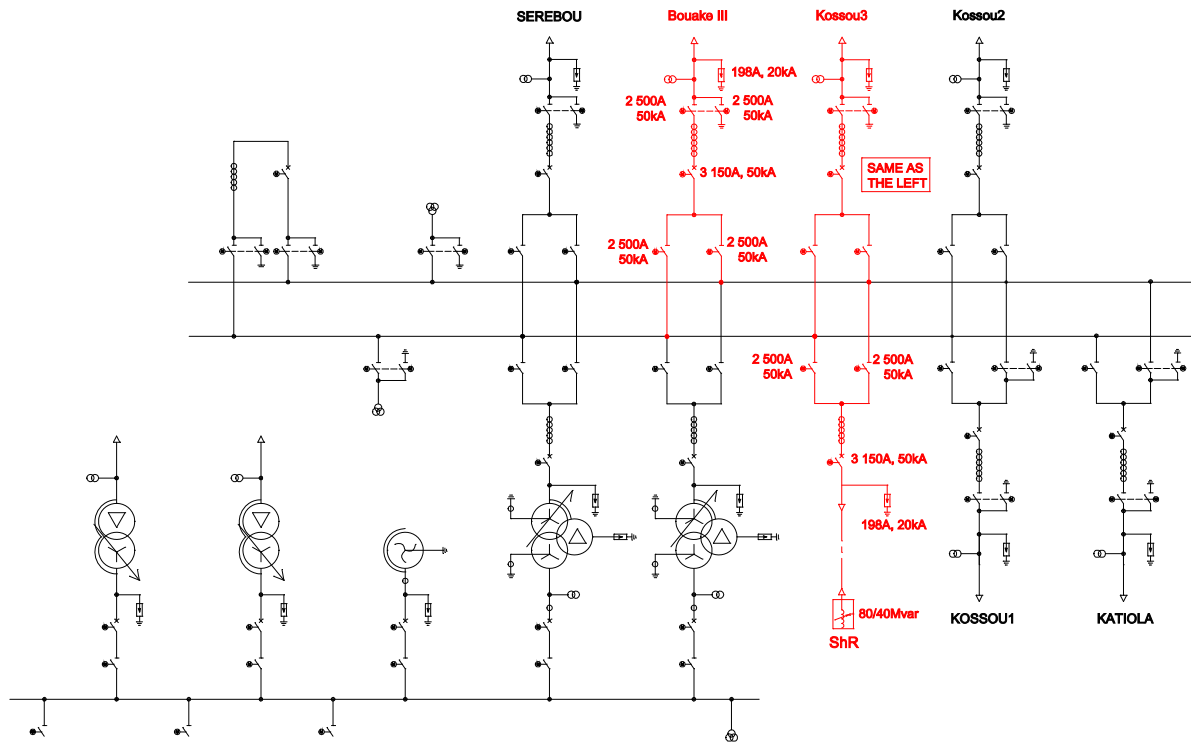 SEREBOU
Bouake III
Kossou3
Kossou2
198A, 20kA
2 500A
50kA
2 500A
50kA
3 150A, 50kA
SAME AS
THE LEFT
2 500A
50kA
2 500A
50kA
2 500A
50kA
2 500A
50kA
3 150A, 50kA
198A, 20kA
80/40Mvar
ShR
KOSSOU1
KATIOLA